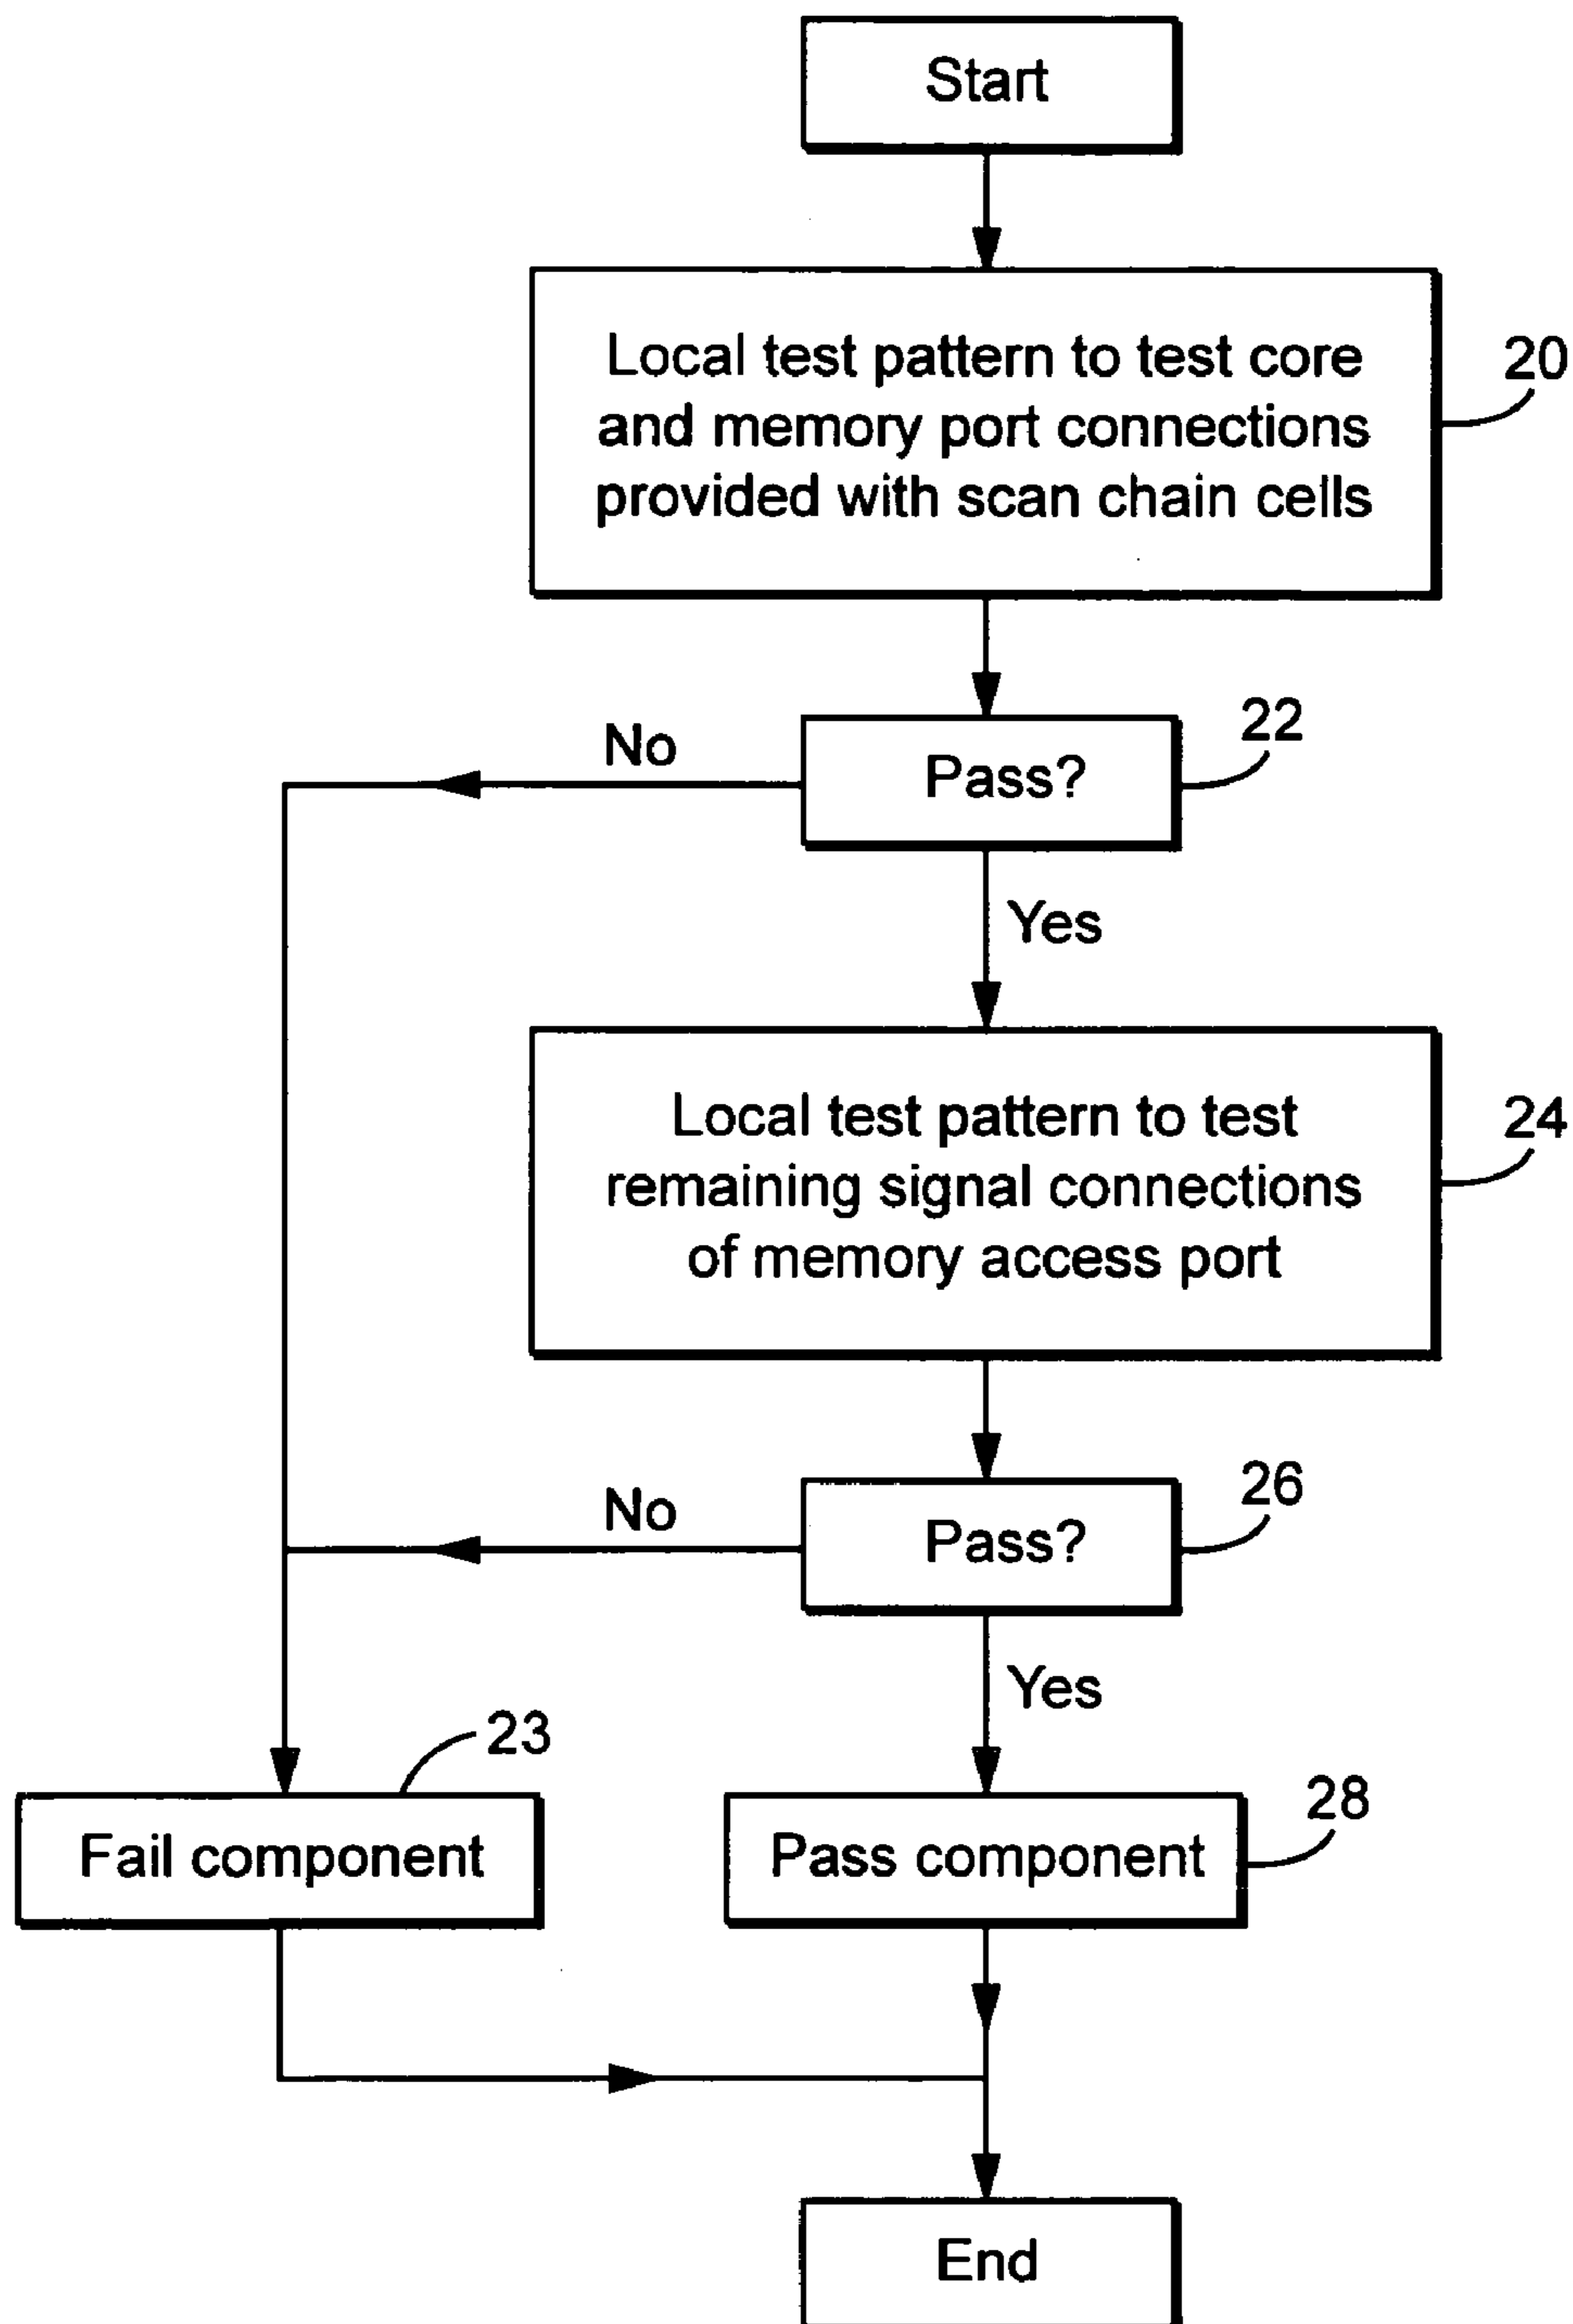 Start
Local test pattern to test core
and memory port connections
provided with scan chain cells
20
Pass?
22
No
Yes
Local test pattern to test
remaining signal connections
of memory access port
24
Pass?
26
No
Yes
23
Fail component
Pass component
28
End